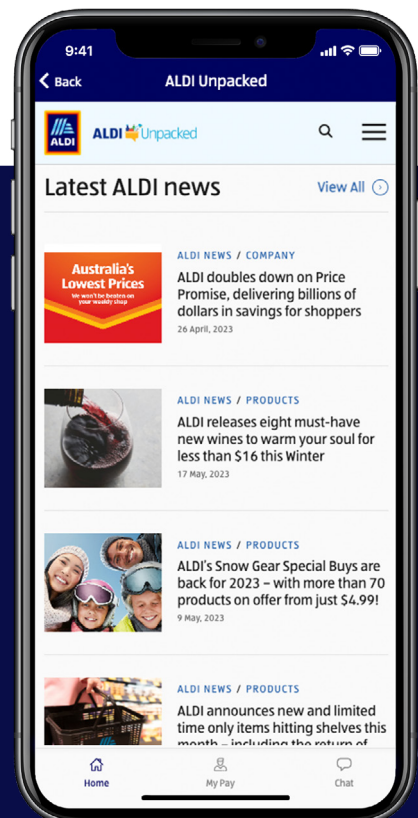 9:41
Back
ALDI Unpacked
ALDI
ALDI Unpacked
Latest ALDI news
View All
Australia's
Lowest Prices
We won't be beaten on
your weekly shop
ALDI NEWS / COMPANY
ALDI doubles down on Price
Promise, delivering billions of
dollars in savings for shoppers
26 April, 2023
ALDI NEWS / PRODUCTS
ALDI releases eight must-have
new wines to warm your soul for
less than $16 this Winter
17 May, 2023
ALDI NEWS / PRODUCTS
ALDI's Snow Gear Special Buys are
back for 2023 – with more than 70
products on offer from just $4.99!
9 May, 2023
ALDI NEWS / PRODUCTS
ALDI announces new and limited
time only items hitting shelves this
month – including the return of
Home
My Pay
Chat